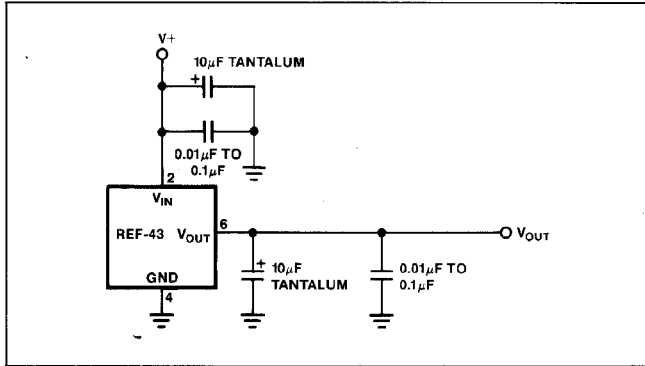 V+
10μF TANTALUM
+
0.01μF TO
0.1μF
2
VIN
REF-43 VOUT
6
VOUT
GND
4
+
10μF
TANTALUM
0.01μF TO
0.1μF